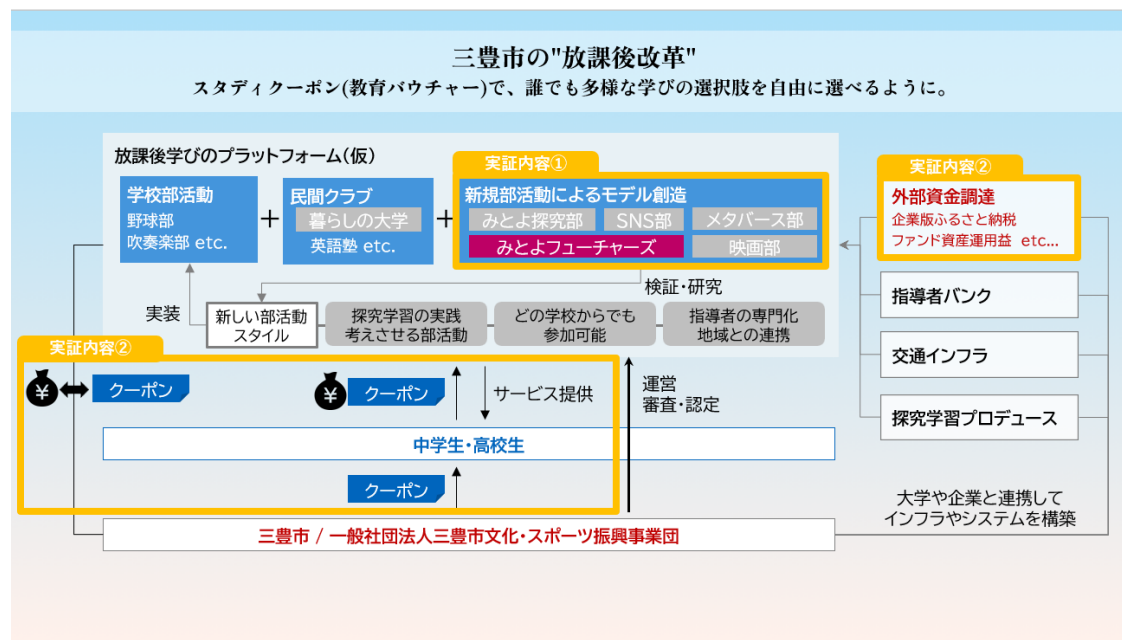 三豊市の"放課後改革"
スタディクーポン(教育バウチャー)で、誰でも多様な学びの選択肢を自由に選べるように。
放課後学びのプラットフォーム(仮)
学校部活動
野球部
吹奏楽部 etc.
+
民間クラブ
暮らしの大学
英語塾 etc.
+
実証内容①
新規部活動によるモデル創造
みとよ探究部
SNS部
メタバース部
みとよフューチャーズ
映画部
検証・研究
実装
新しい部活動
スタイル
探究学習の実践
考えさせる部活動
どの学校からでも
参加可能
指導者の専門化
地域との連携
実証内容②
外部資金調達
企業版ふるさと納税
ファンド資産運用益 etc...
指導者バンク
交通インフラ
探究学習プロデュース
大学や企業と連携して
インフラやシステムを構築
実証内容②
¥
クーポン
¥
クーポン
サービス提供
運営
審査・認定
中学生・高校生
クーポン
三豊市 / 一般社団法人三豊市文化・スポーツ振興事業団